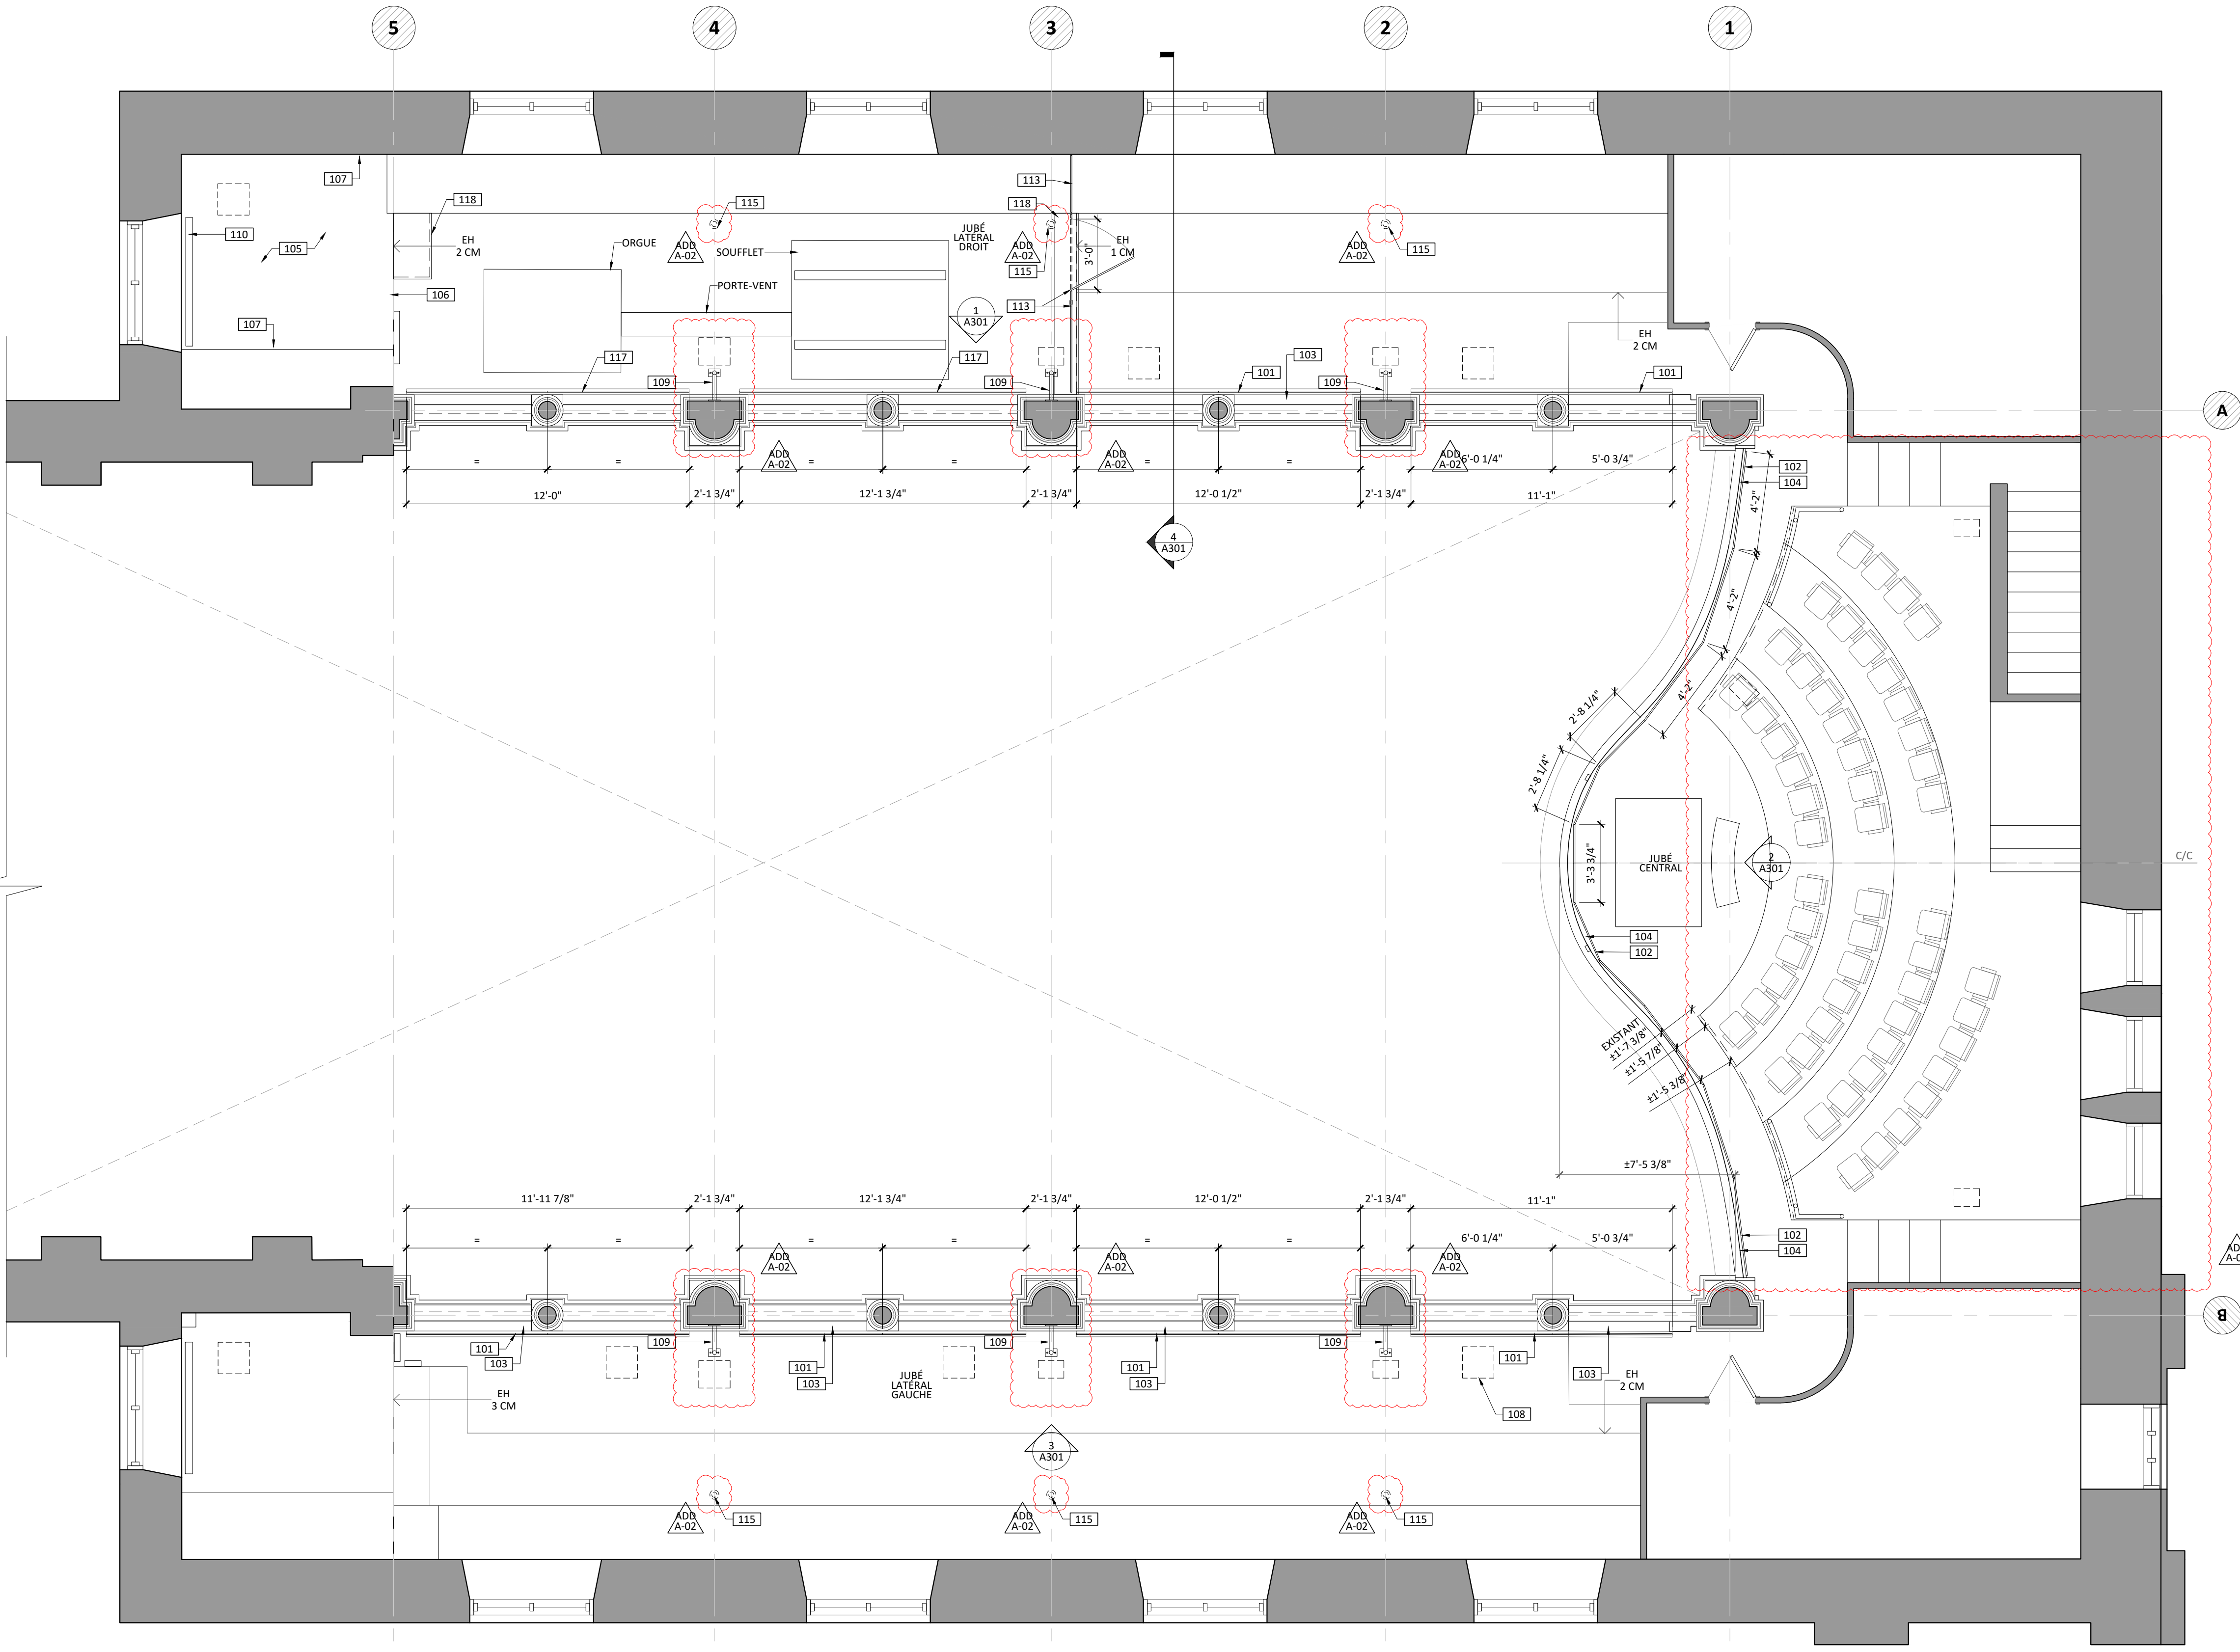 5
4
3
2
1
107
118
110
105
EH
2 CM
106
107
ORGUE
ADD
A-02
115
SOUFFLET
PORTE-VENT
JUBÉ
LATÉRAL
DROIT
113
118
ADD
A-02
115
113
3'-0"
EH
1 CM
1
A301
ADD
A-02
115
EH
2 CM
117
109
117
109
101
103
109
101
A
=
=
ADD
A-02
=
=
ADD
A-02
=
=
ADD
A-02
6'-0 1/4"
5'-0 3/4"
12'-0"
2'-1 3/4"
12'-1 3/4"
2'-1 3/4"
12'-0 1/2"
2'-1 3/4"
11'-1"
4
A301
102
104
4'-2"
4'-2"
4'-2"
2'-8 1/4"
2'-8 1/4"
3'-3 3/4"
JUBÉ
CENTRAL
2
A301
C/C
104
102
EXISTANT
±1'-7 3/8"
±1'-5 7/8"
±1'-5 3/8"
±7'-5 3/8"
102
104
11'-11 7/8"
2'-1 3/4"
12'-1 3/4"
2'-1 3/4"
12'-0 1/2"
2'-1 3/4"
11'-1"
=
=
ADD
A-02
=
=
ADD
A-02
=
=
ADD
A-02
6'-0 1/4"
5'-0 3/4"
B
101
103
109
101
103
109
101
103
109
101
103
EH
2 CM
EH
3 CM
JUBÉ
LATÉRAL
GAUCHE
108
3
A301
ADD
A-02
115
ADD
A-02
115
ADD
A-02
115